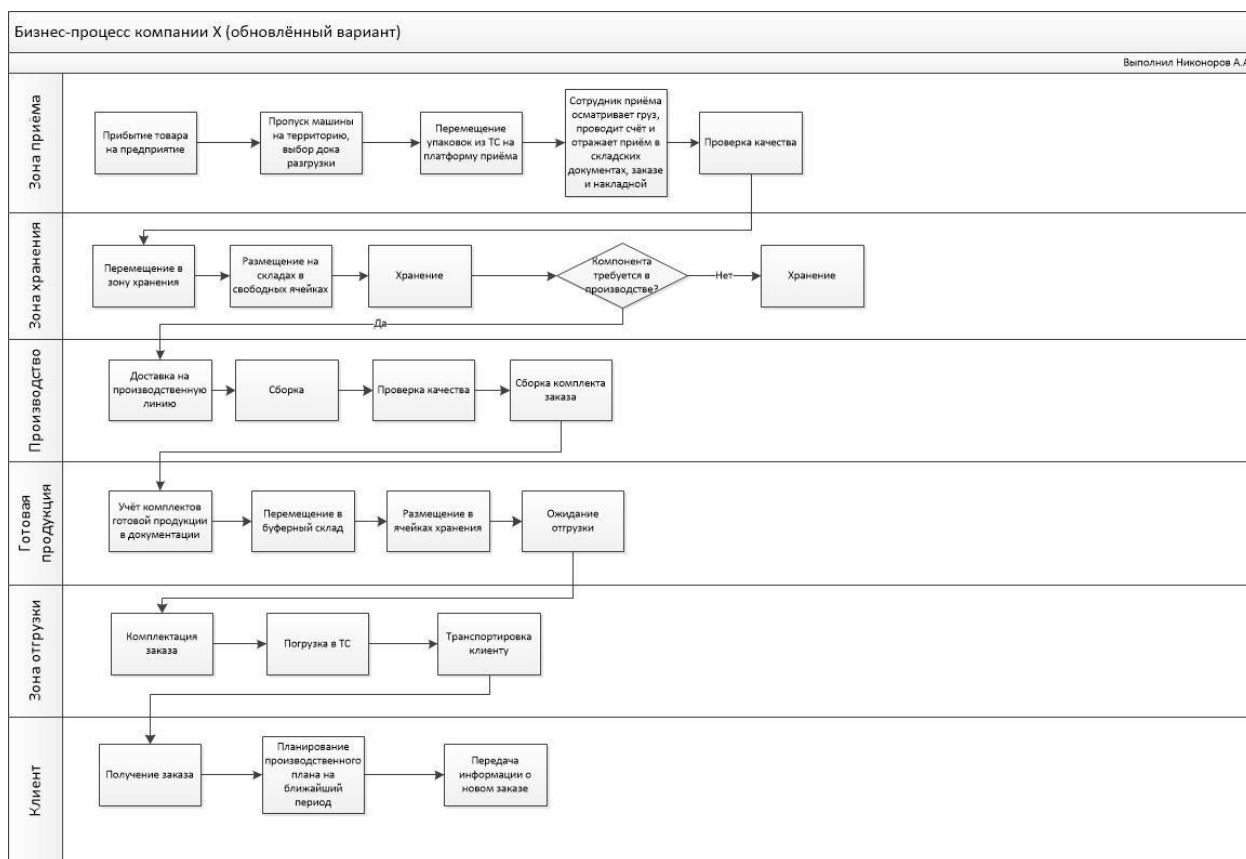 Бизнес-процесс компании X (обновлённый вариант)
Выполнил Никоноров А.А
Зона приёма
Прибытие товара
на предприятие
Пропуск машины
на территорию,
выбор дока
разгрузки
Перемещение
упаковок из ТС на
платформу приёма
Сотрудник приёма
осматривает груз,
проводит счёт и
отражает приём в
складских
документах, заказе
и накладной
Проверка качества
Зона хранения
Перемещение в
зону хранения
Размещение на
складах в
свободных ячейках
Хранение
Компонента
требуется в
производстве?
Нет
Хранение
Да
Производство
Доставка на
производственную
линию
Сборка
Проверка качества
Сборка комплекта
заказа
Готовая
продукция
Учёт комплектов
готовой продукции
в документации
Перемещение в
буферный склад
Размещение в
ячейках хранения
Ожидание
отгрузки
Зона отгрузки
Комплектация
заказа
Погрузка в ТС
Транспортировка
клиенту
Клиент
Получение заказа
Планирование
производственного
плана на
ближайший
период
Передача
информации о
новом заказе